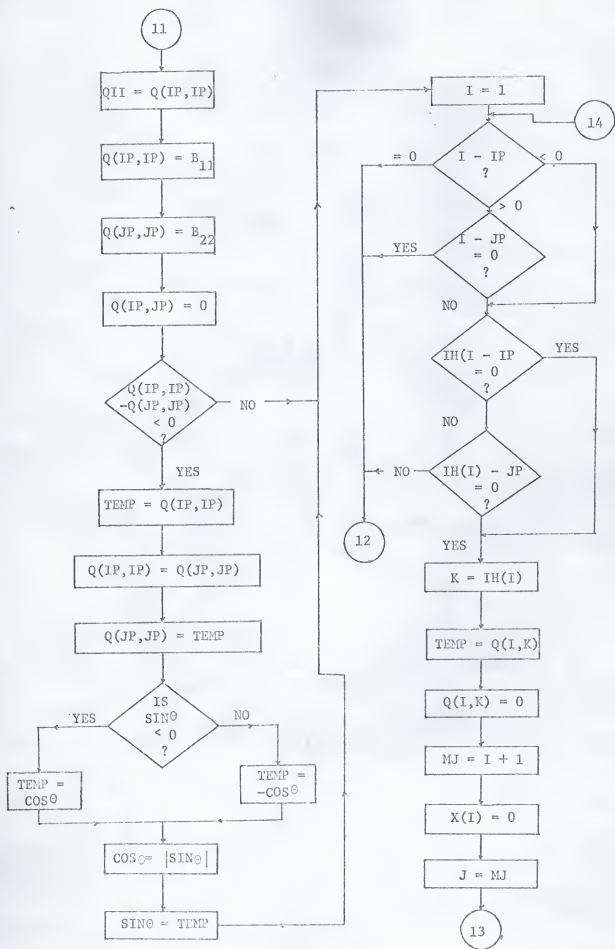 11
QII = Q(IP,IP)
Q(IP,IP) = B11
Q(JP,JP) = B22
Q(IP,JP) = 0
Q(IP,IP)
-Q(JP,JP)
< 0
?
NO
YES
TEMP = Q(IP,IP)
Q(IP,IP) = Q(JP,JP)
Q(JP,JP) = TEMP
IS
SINθ
< 0
?
YES
NO
TEMP =
COSθ
TEMP =
-COSθ
COSθ= |SINθ|
SINθ = TEMP
I = 1
14
I - IP
?
= 0
< 0
> 0
I - JP
= 0
?
YES
NO
IH(I - IP
= 0
?
YES
NO
IH(I) - JP
= 0
?
NO
12
YES
K = IH(I)
TEMP = Q(I,K)
Q(I,K) = 0
MJ = I + 1
X(I) = 0
J = MJ
13